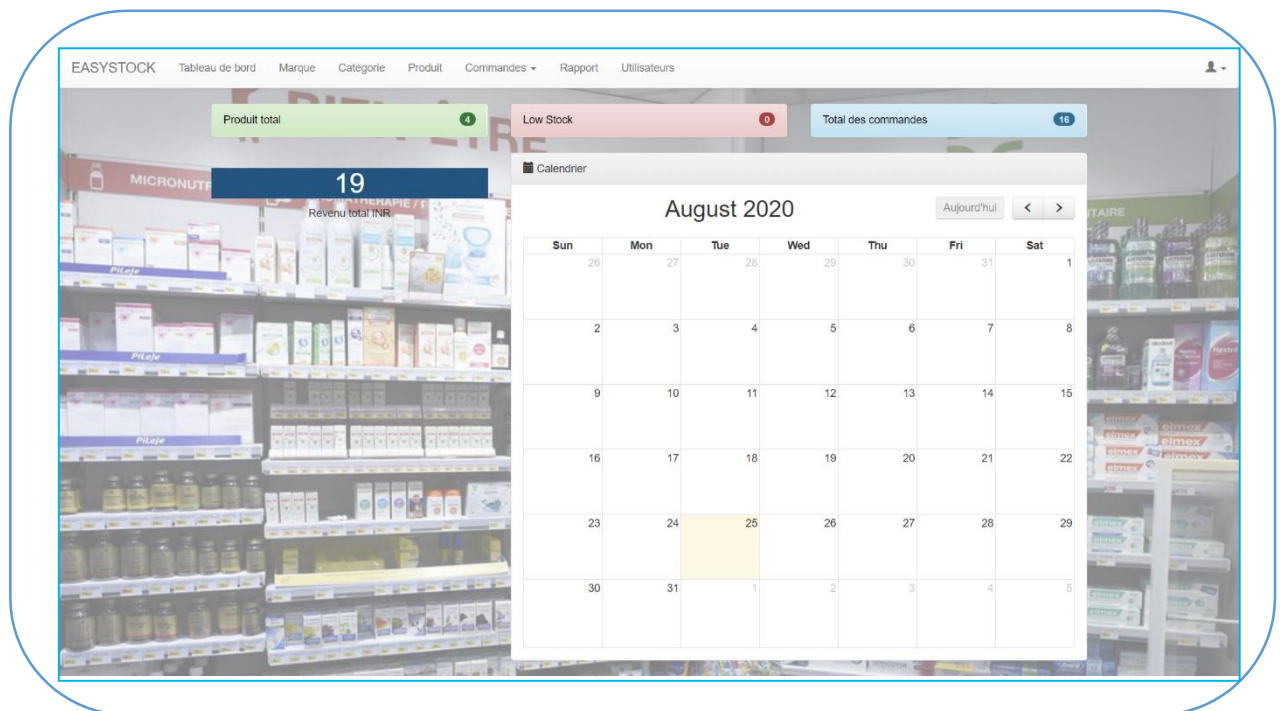 EASYSTOCK Tableau de bord Marque Catégorie Produit Commandes Rapport Utilisateurs
Produit total 4
Low Stock 0
Total des commandes 16
19
Revenu total INR
Calendrier
August 2020
Aujourd'hui < >
Sun Mon Tue Wed Thu Fri Sat
26 27 28 29 30 31 1
2 3 4 5 6 7 8
9 10 11 12 13 14 15
16 17 18 19 20 21 22
23 24 25 26 27 28 29
30 31 1 2 3 4 5
MICRONUTR
TAIRE
PiLeje
PiLeje
PiLeje
LISTERINE
elmex
elmex
elmex
elmex